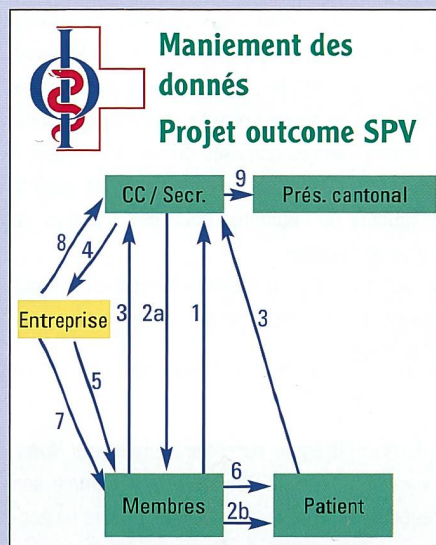 Maniement des
donnés
Projet outcome SPV
CC / Secr.
9
Prés. cantonal
8
4
Entreprise
3
2a
1
3
5
7
Membres
6
2b
Patient